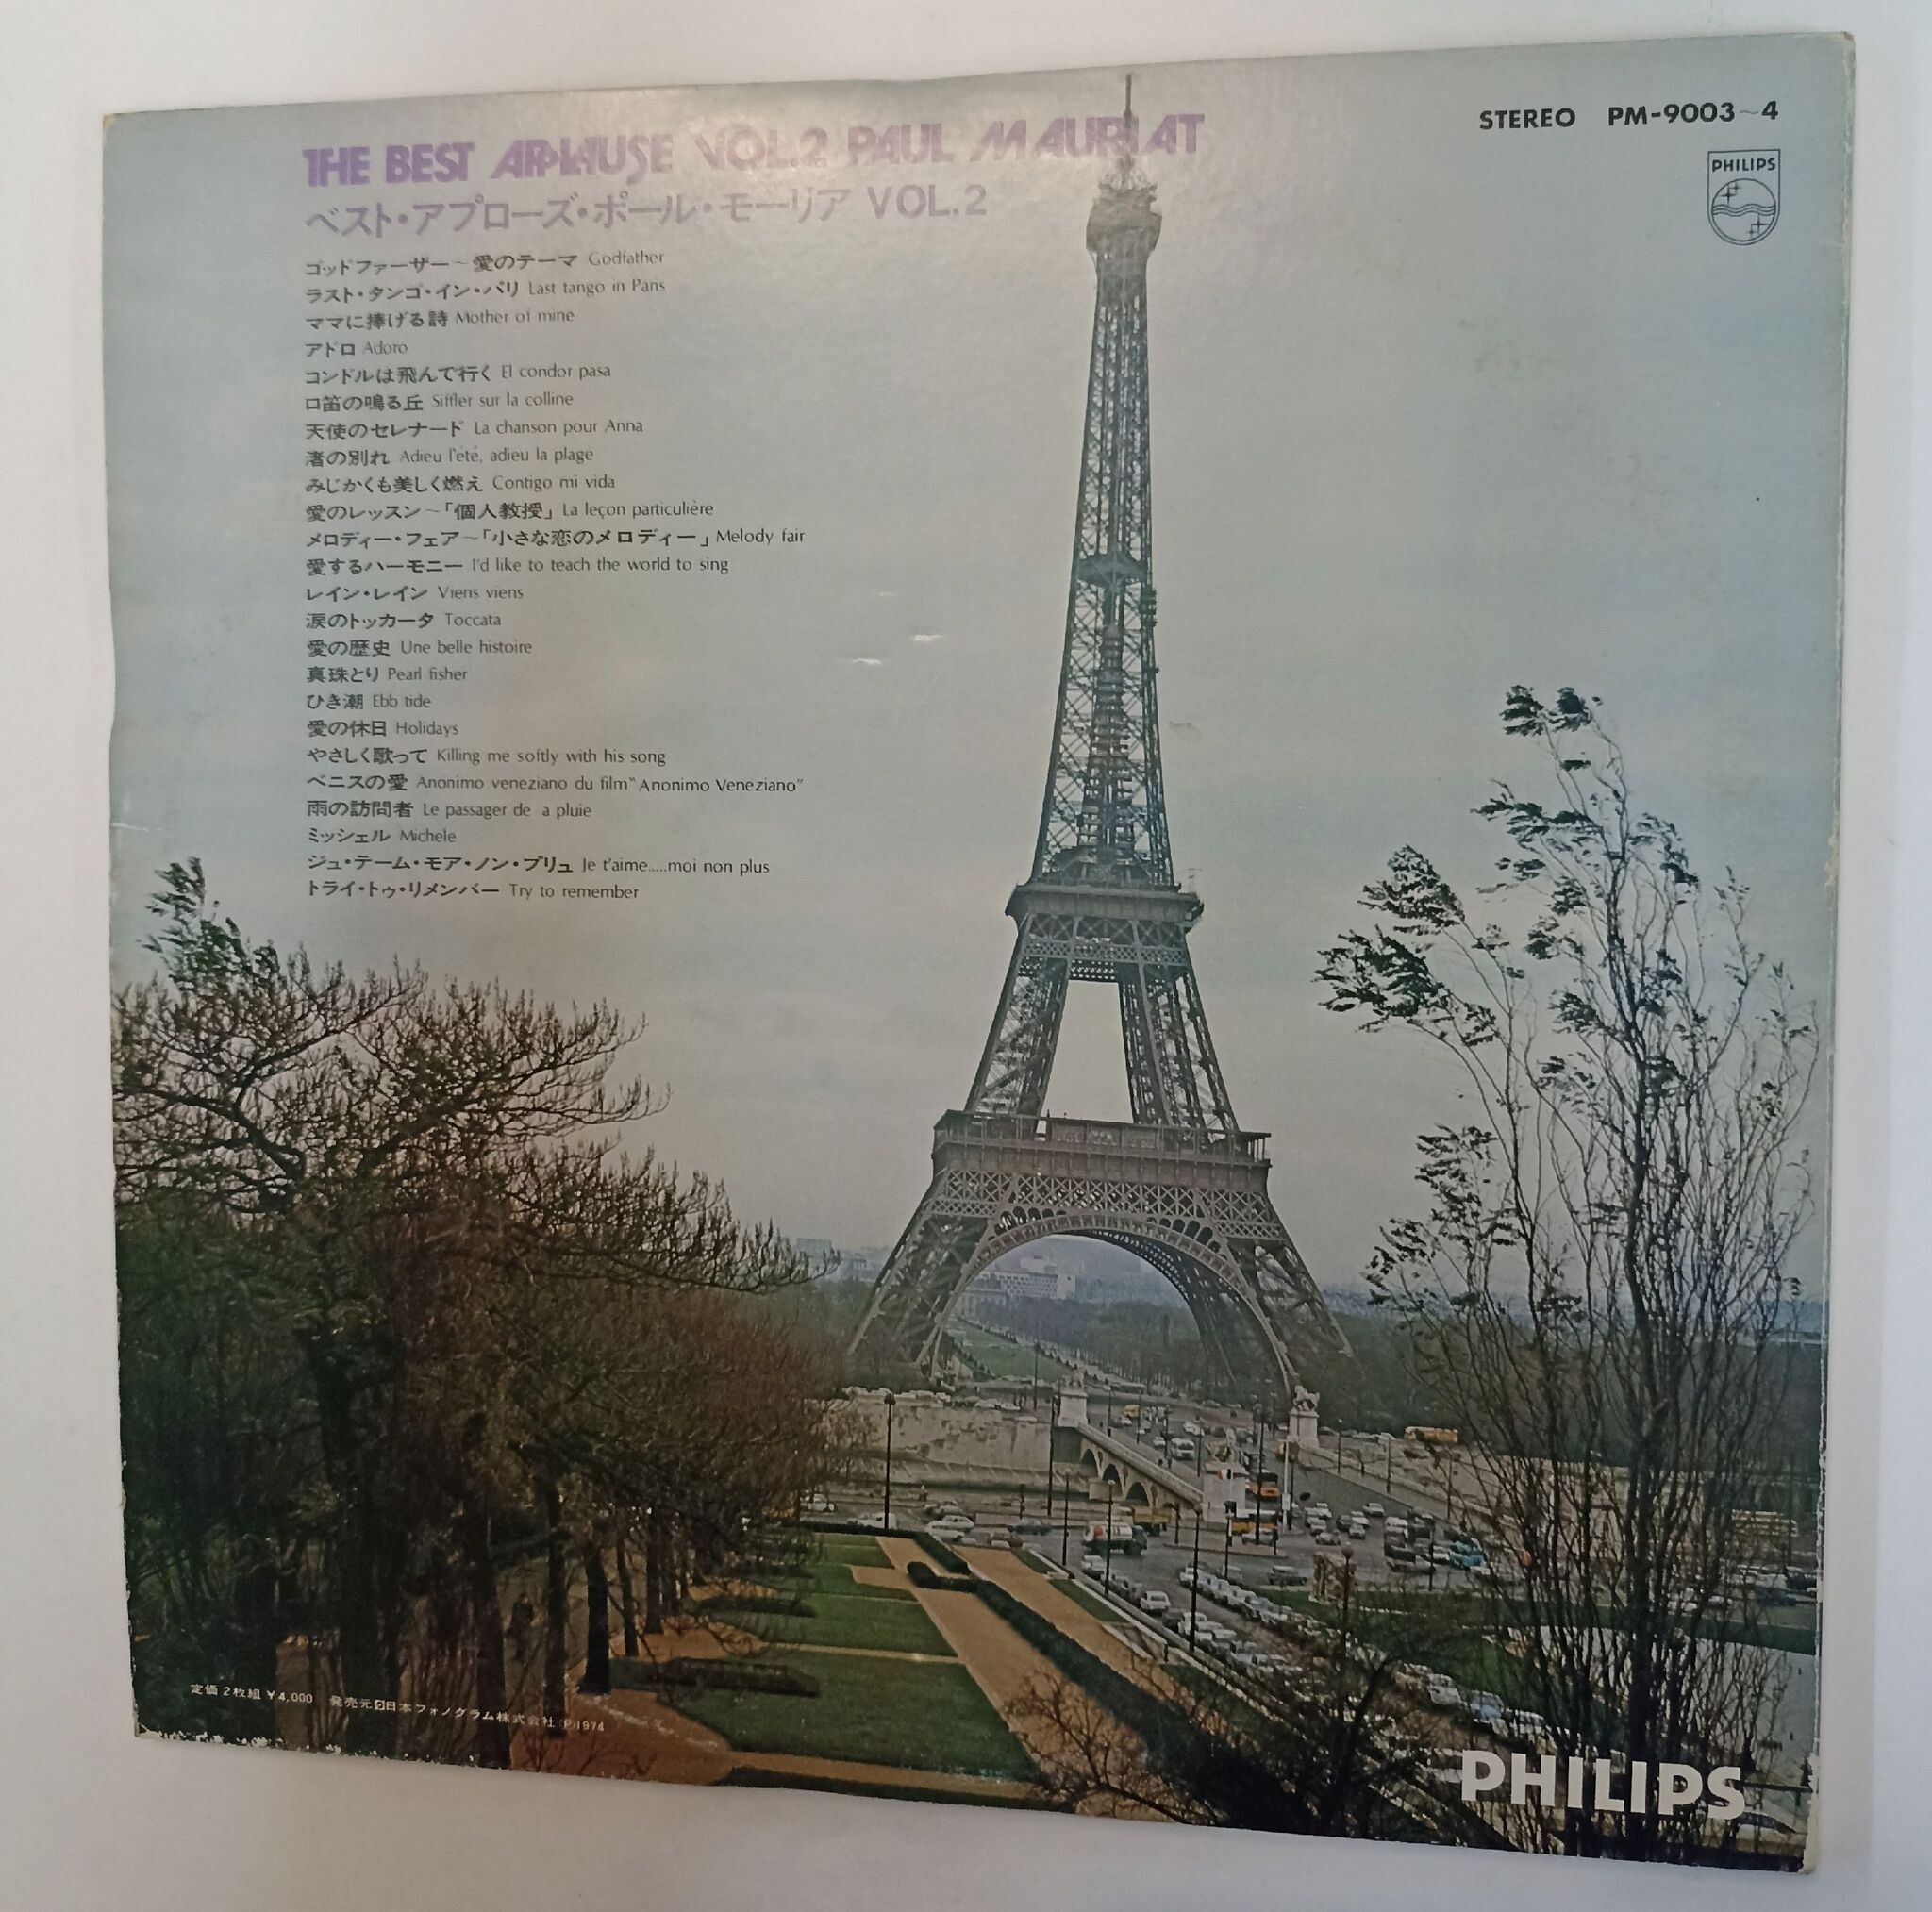 THE BEST APPLAUSE VOL.2 PAUL MAURIAT
STEREO PM-9003~4
PHILIPS
ベスト・アプローズ・ポール・モーリア VOL.2
ゴッドファーザー~愛のテーマ Godfather
ラスト・タンゴ・イン・パリ Last tango in Paris
ママに捧げる詩 Mother of mine
アドロ Adoro
コンドルは飛んで行く El condor pasa
口笛の鳴る丘 Siffler sur la colline
天使のセレナード La chanson pour Anna
渚の別れ Adieu l'été, adieu la plage
みじかくも美しく燃え Contigo mi vida
愛のレッスン~「個人教授」 La leçon particulière
メロディー・フェア~「小さな恋のメロディー」 Melody fair
愛するハーモニー I'd like to teach the world to sing
レイン・レイン Viens viens
涙のトッカータ Toccata
愛の歴史 Une belle histoire
真珠とり Pearl fisher
ひき潮 Ebb tide
愛の休日 Holidays
やさしく歌って Killing me softly with his song
ベニスの愛 Anonimo veneziano du film "Anonimo Veneziano"
雨の訪問者 Le passager de a pluie
ミッシェル Michele
ジュ・テーム・モア・ノン・プリュ Je t'aime.....moi non plus
トライ・トゥ・リメンバー Try to remember
定価2枚組¥4,000 発売元 日本フォノグラム株式会社 Ⓟ1974
PHILIPS